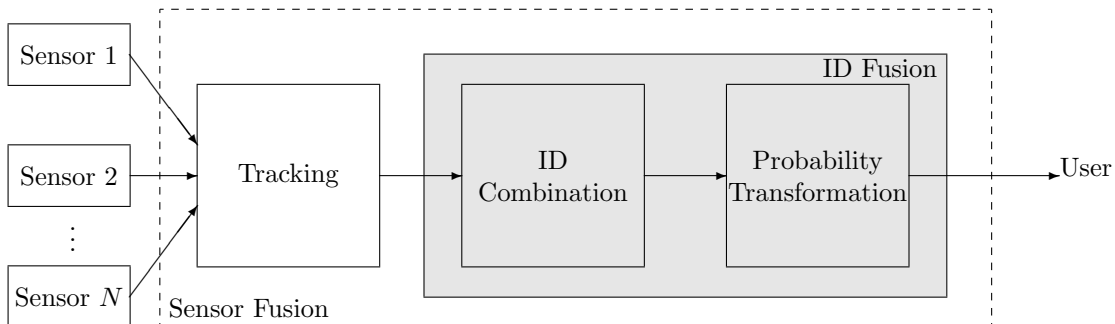 Sensor 1
Sensor 2
⋮
Sensor N
Sensor Fusion
Tracking
ID Fusion
ID
Combination
Probability
Transformation
User